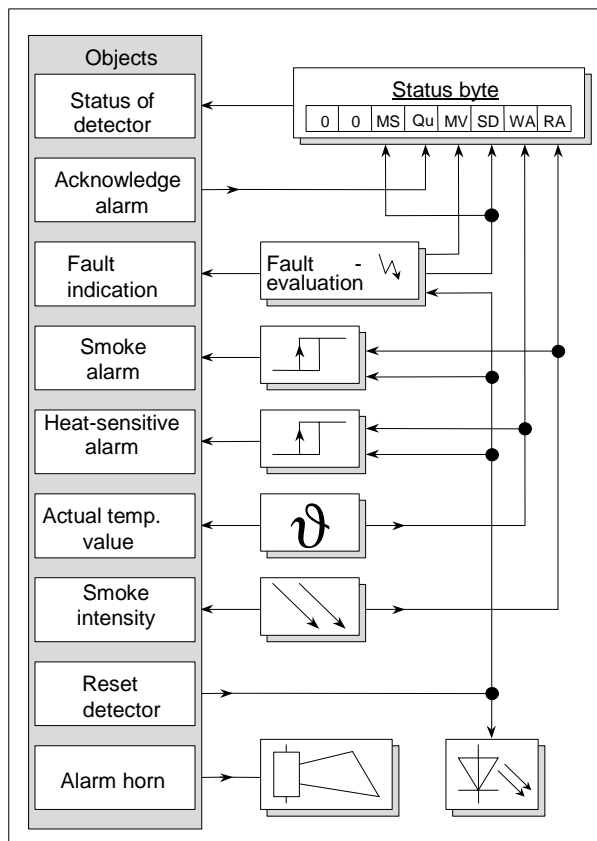 Objects
Status of
detector
Status byte
0 0 MS Qu MV SD WA RA
Acknowledge
alarm
Fault
indication
Fault -
evaluation
Smoke
alarm
Heat-sensitive
alarm
Actual temp.
value
ϑ
Smoke
intensity
Reset
detector
Alarm horn